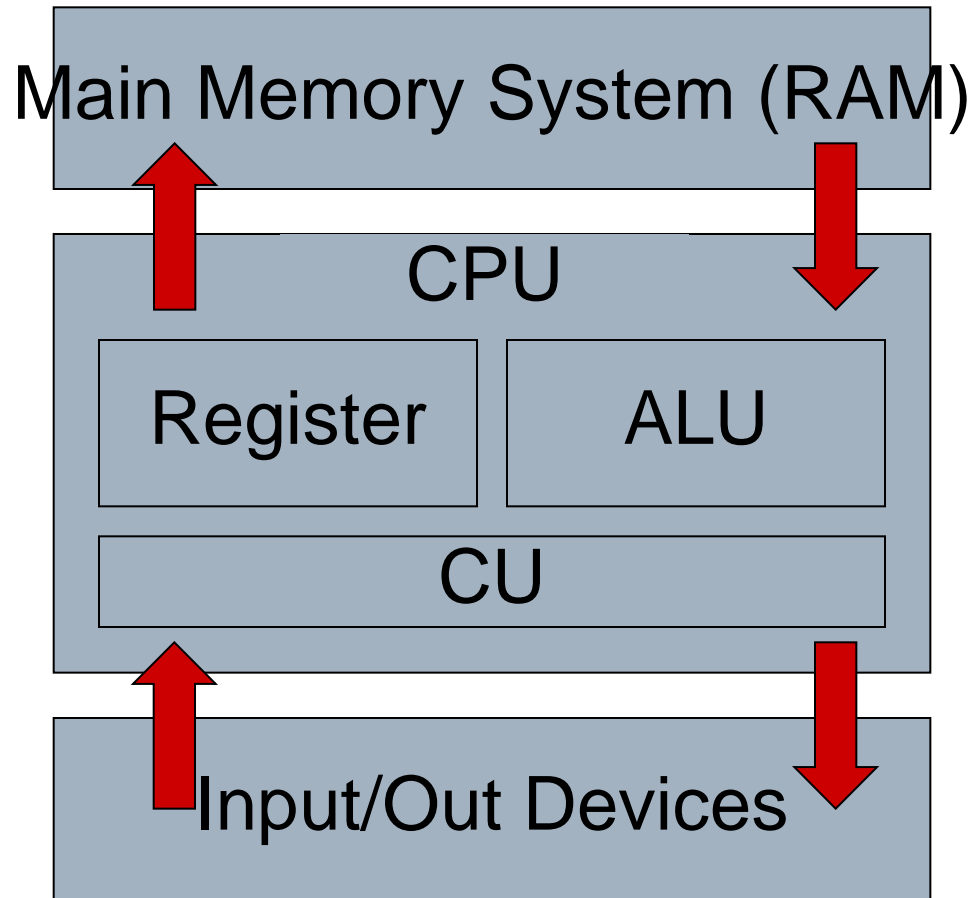 Main Memory System (RAM)
CPU
Register
ALU
CU
Input/Out Devices